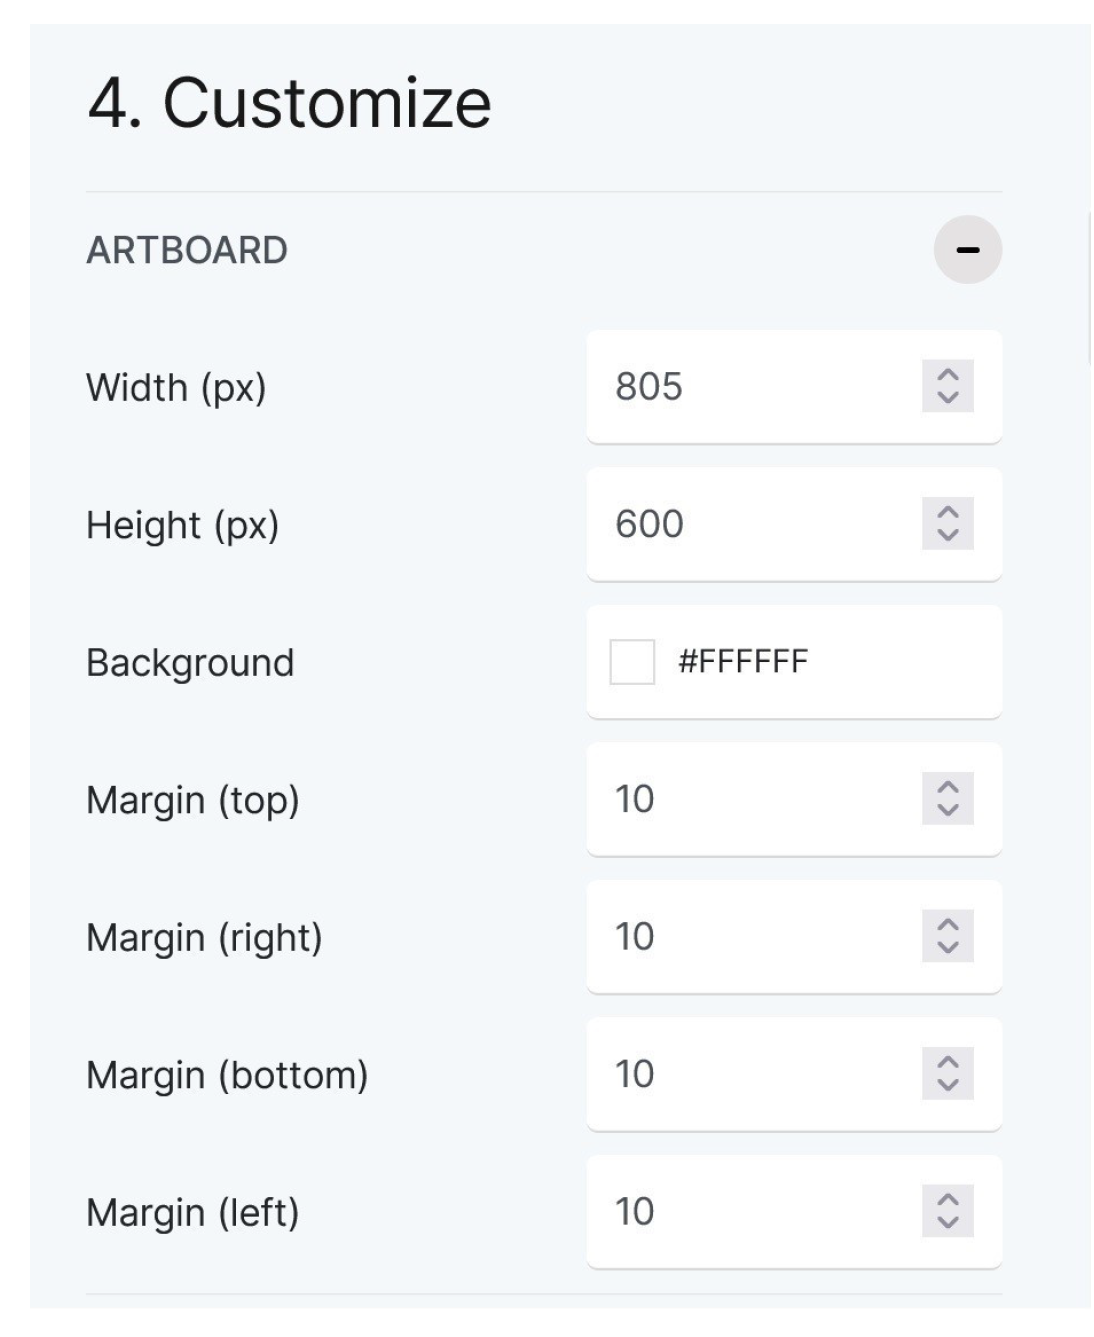 4. Customize
ARTBOARD
Width (px) 805
Height (px) 600
Background #FFFFFF
Margin (top) 10
Margin (right) 10
Margin (bottom) 10
Margin (left) 10